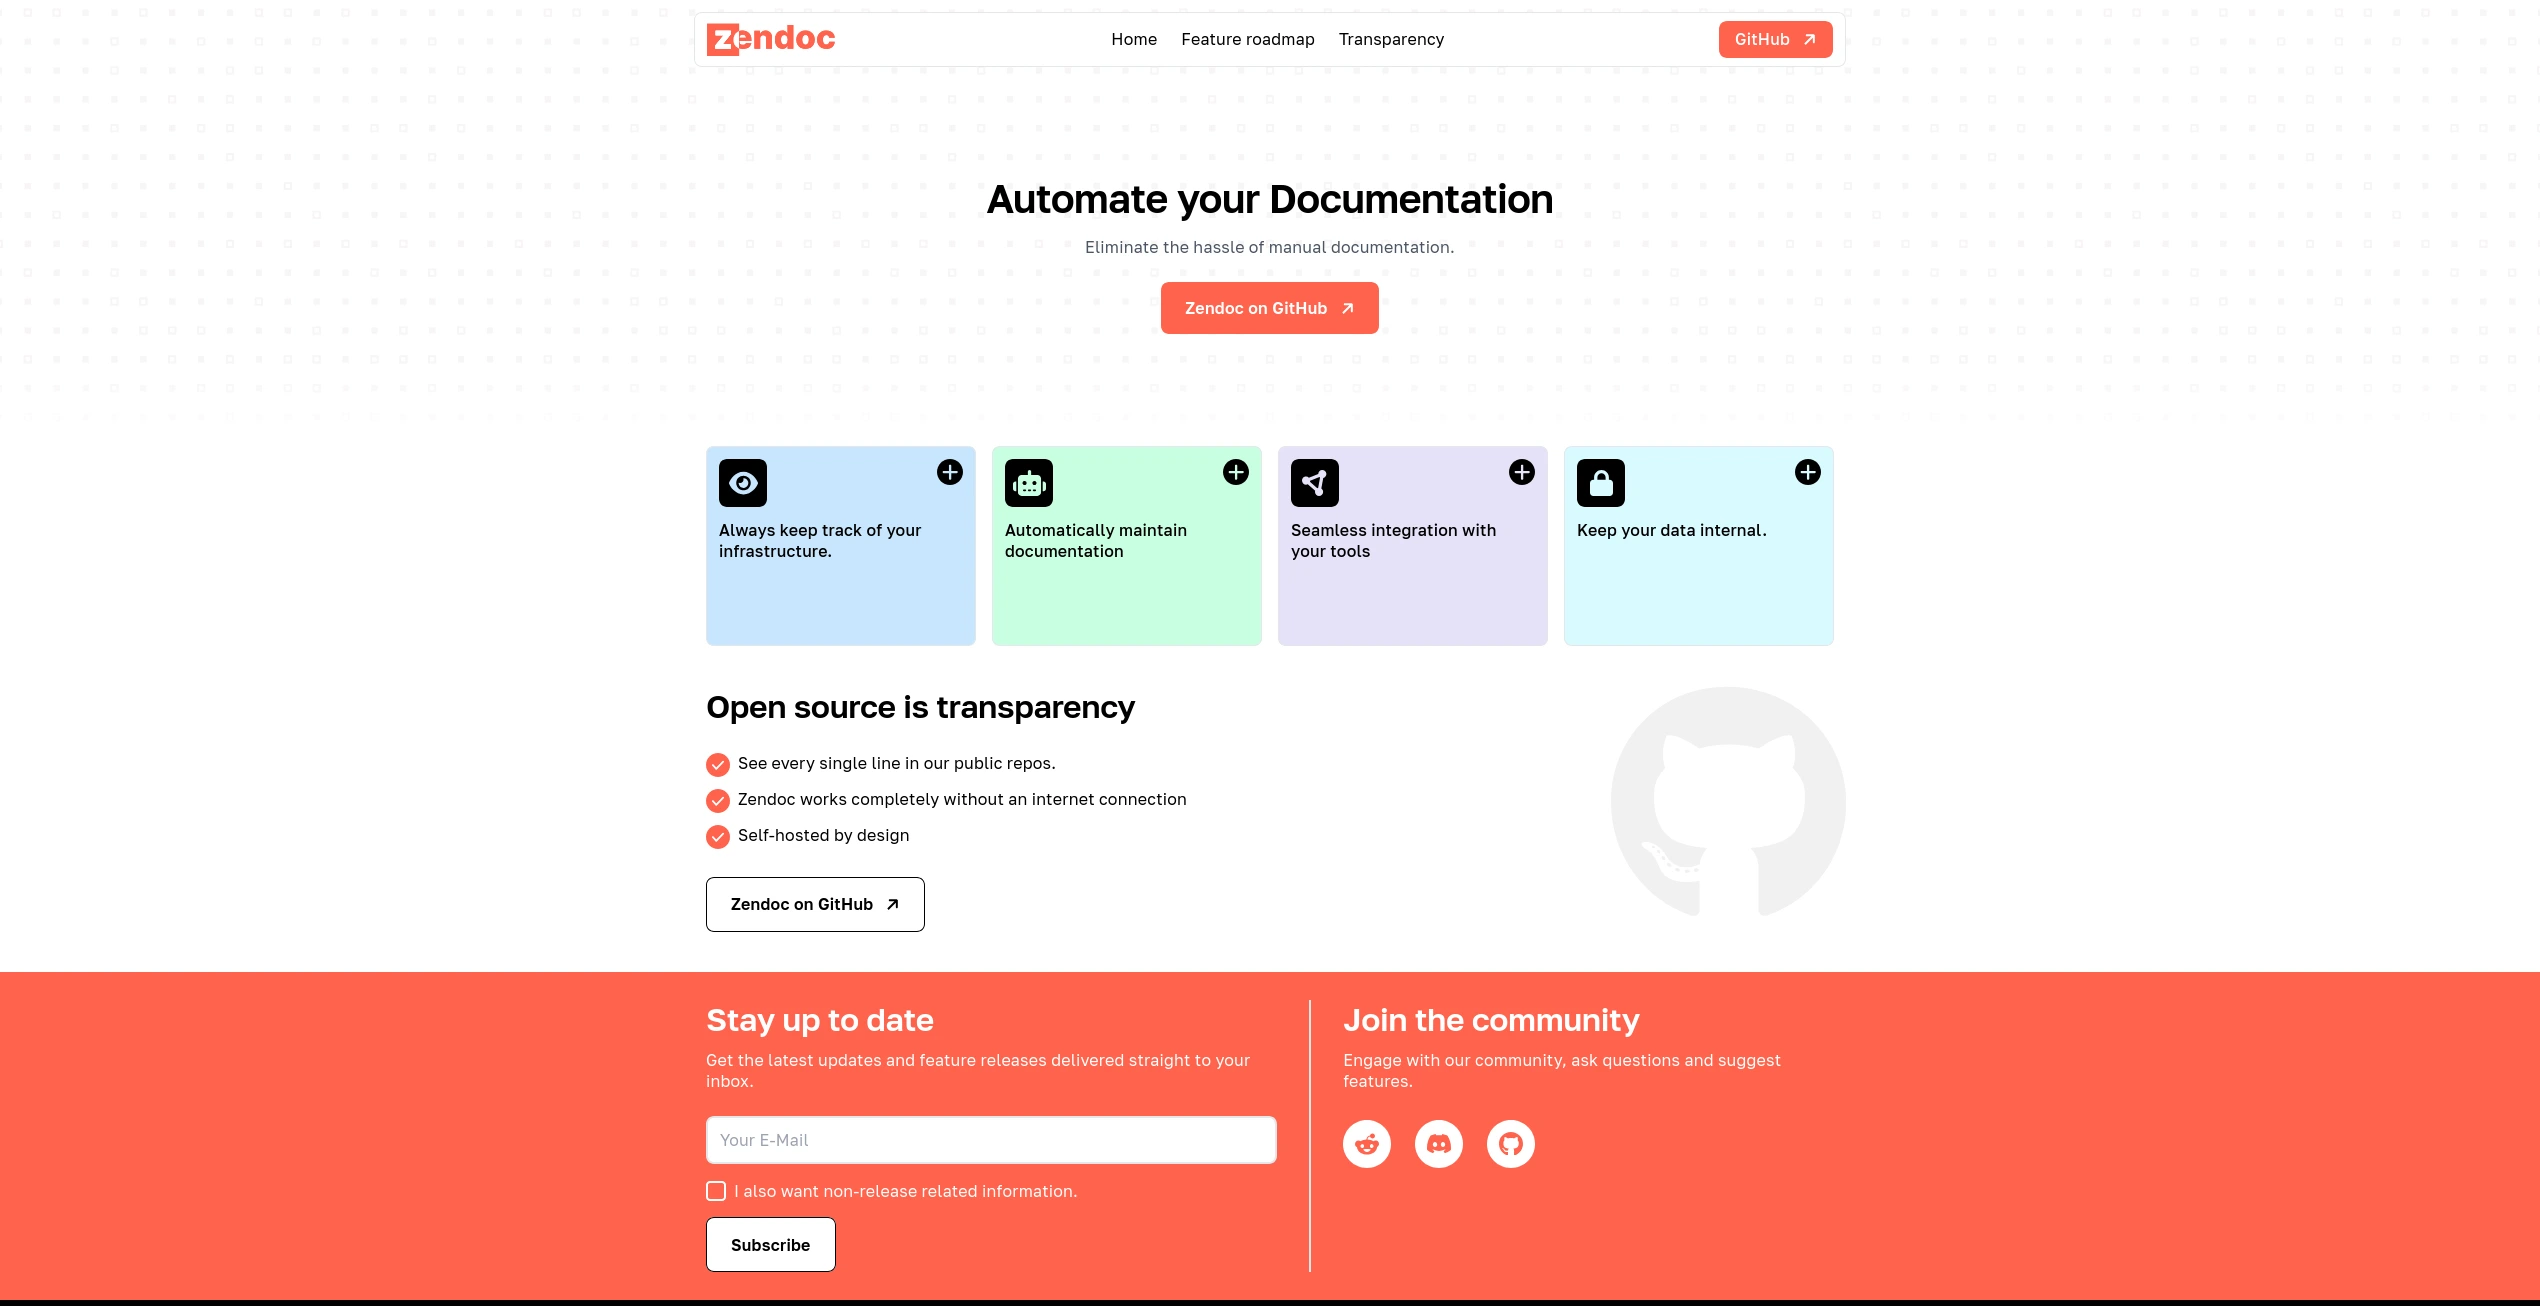 Zendoc
Home
Feature roadmap
Transparency
GitHub
Automate your Documentation
Eliminate the hassle of manual documentation.
Zendoc on GitHub
Always keep track of your
infrastructure.
Automatically maintain
documentation
Seamless integration with
your tools
Keep your data internal.
Open source is transparency
See every single line in our public repos.
Zendoc works completely without an internet connection
Self-hosted by design
Zendoc on GitHub
Stay up to date
Get the latest updates and feature releases delivered straight to your
inbox.
Your E-Mail
I also want non-release related information.
Subscribe
Join the community
Engage with our community, ask questions and suggest
features.